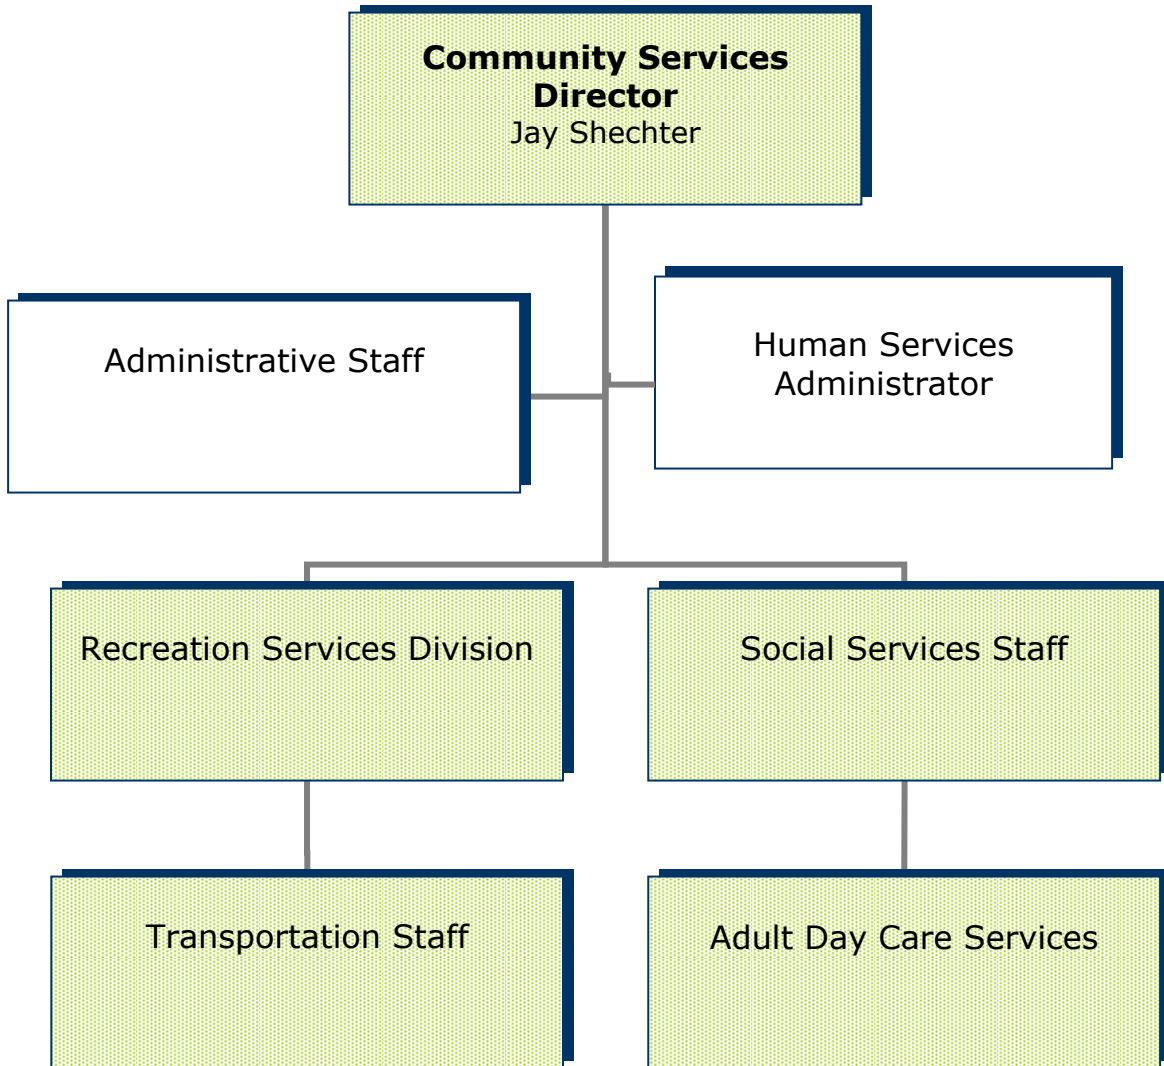 Community Services
Director
Jay Shechter
Administrative Staff
Human Services
Administrator
Recreation Services Division
Social Services Staff
Transportation Staff
Adult Day Care Services